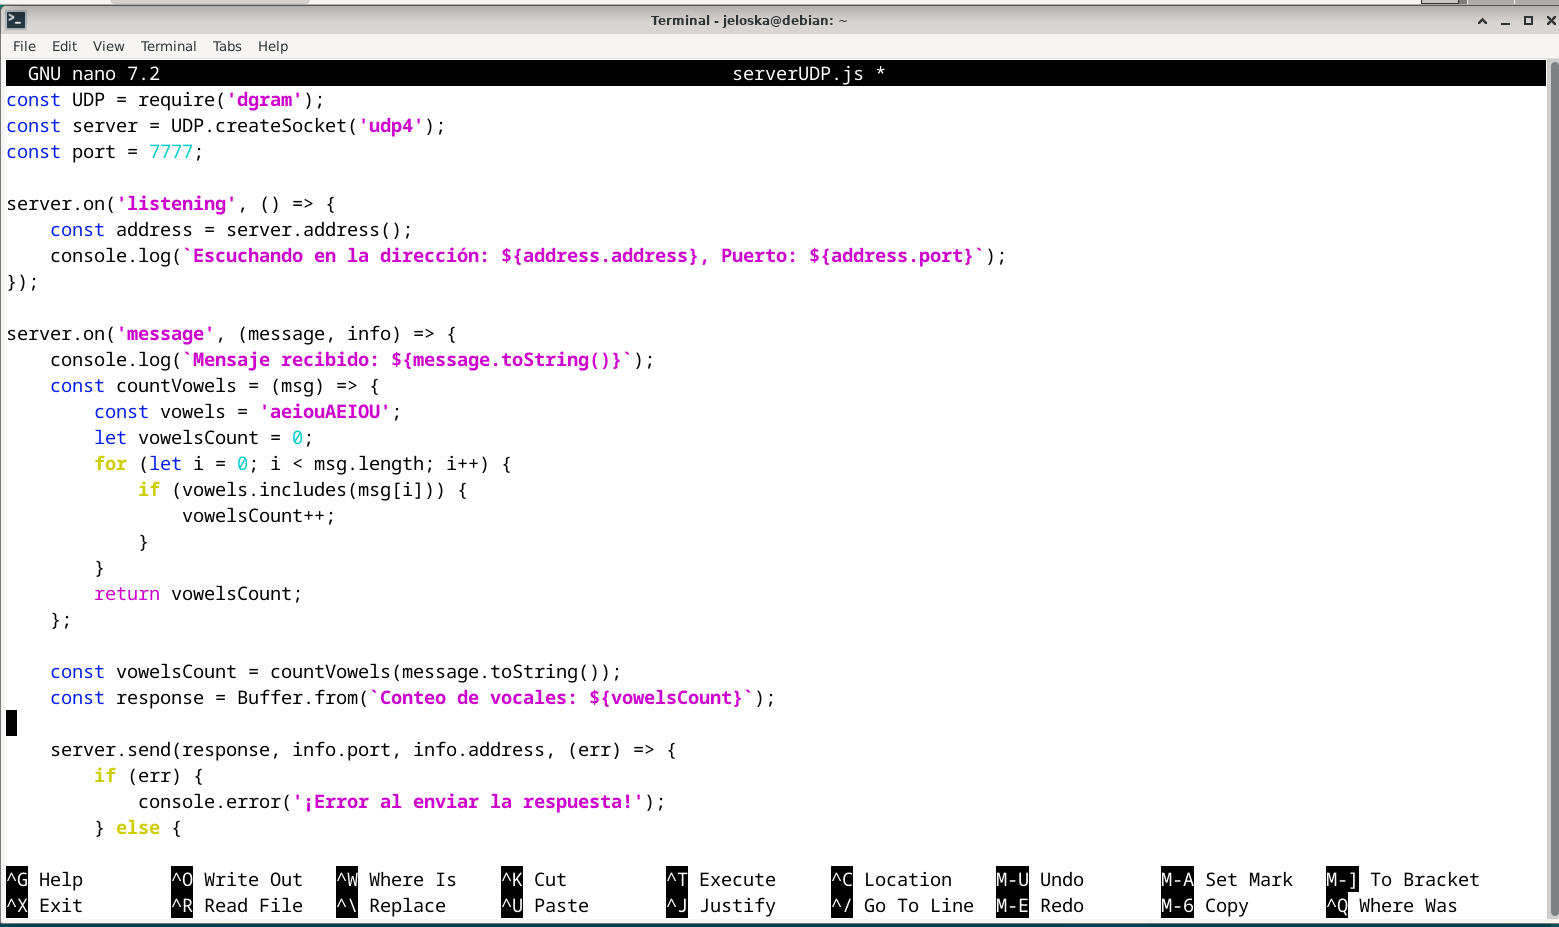 Terminal - jeloska@debian: ~
File Edit View Terminal Tabs Help
GNU nano 7.2 serverUDP.js *
const UDP = require('dgram');
const server = UDP.createSocket('udp4');
const port = 7777;
server.on('listening', () => {
    const address = server.address();
    console.log(`Escuchando en la dirección: ${address.address}, Puerto: ${address.port}`);
});
server.on('message', (message, info) => {
    console.log(`Mensaje recibido: ${message.toString()}`);
    const countVowels = (msg) => {
        const vowels = 'aeiouAEIOU';
        let vowelsCount = 0;
        for (let i = 0; i < msg.length; i++) {
            if (vowels.includes(msg[i])) {
                vowelsCount++;
            }
        }
        return vowelsCount;
    };
    const vowelsCount = countVowels(message.toString());
    const response = Buffer.from(`Conteo de vocales: ${vowelsCount}`);
    server.send(response, info.port, info.address, (err) => {
        if (err) {
            console.error('¡Error al enviar la respuesta!');
        } else {
^G Help ^O Write Out ^W Where Is ^K Cut ^T Execute ^C Location M-U Undo M-A Set Mark M-] To Bracket
^X Exit ^R Read File ^\ Replace ^U Paste ^J Justify ^/ Go To Line M-E Redo M-6 Copy ^Q Where Was